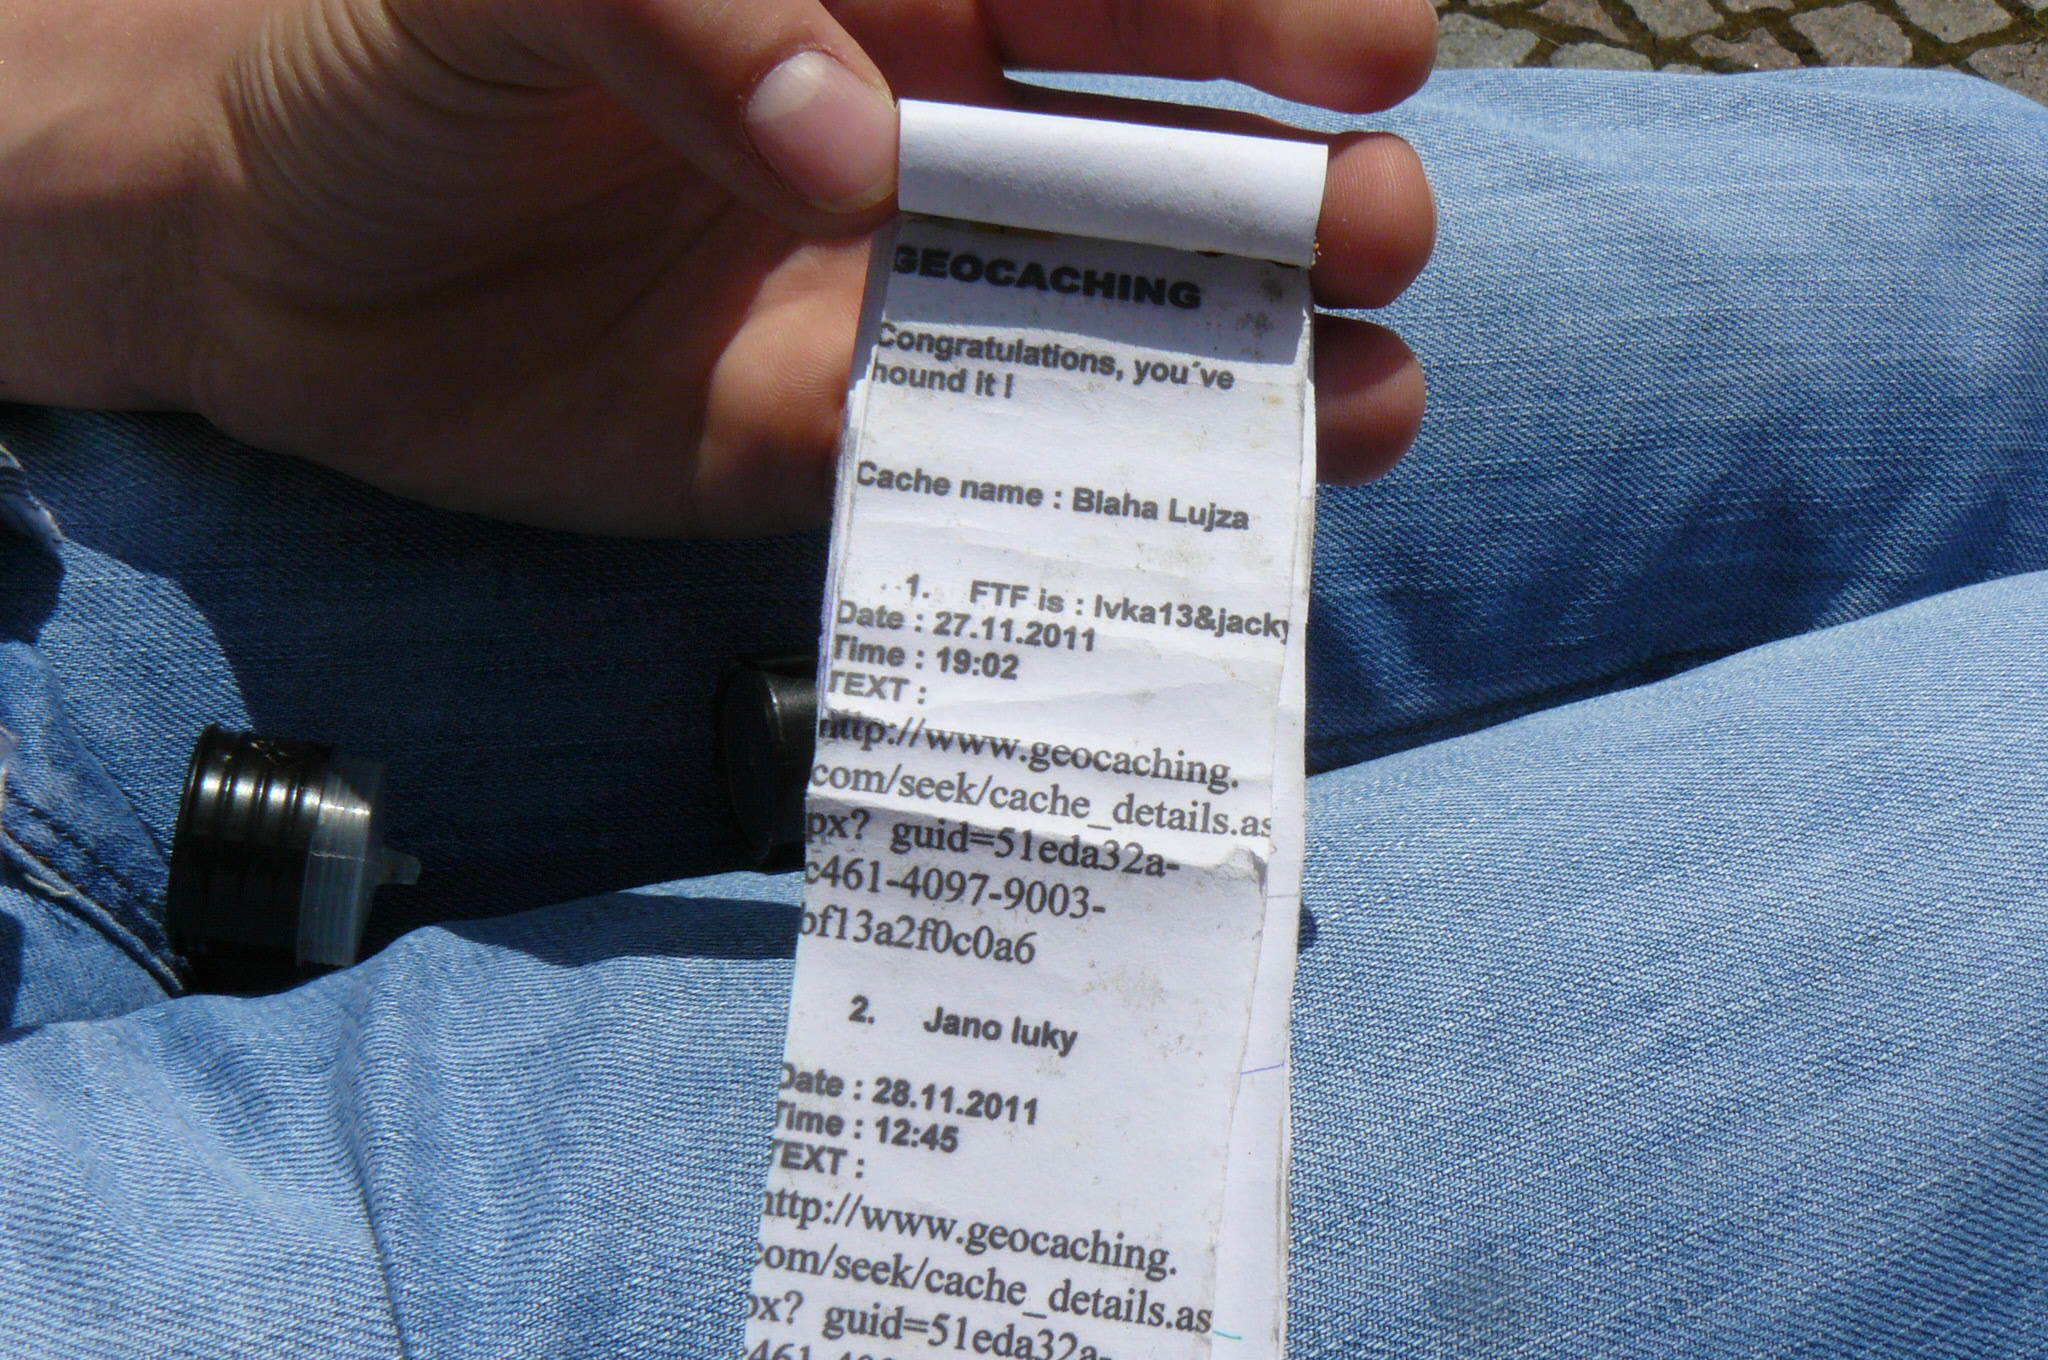 GEOCACHING
Congratulations, you´ve
hound it !
Cache name : Blaha Lujza
1. FTF is : Ivka13&jacky
Date : 27.11.2011
Time : 19:02
TEXT :
http://www.geocaching.
com/seek/cache_details.as
px? guid=51eda32a-
c461-4097-9003-
bf13a2f0c0a6
2. Jano luky
Date : 28.11.2011
Time : 12:45
TEXT :
http://www.geocaching.
com/seek/cache_details.as
px? guid=51eda32a-